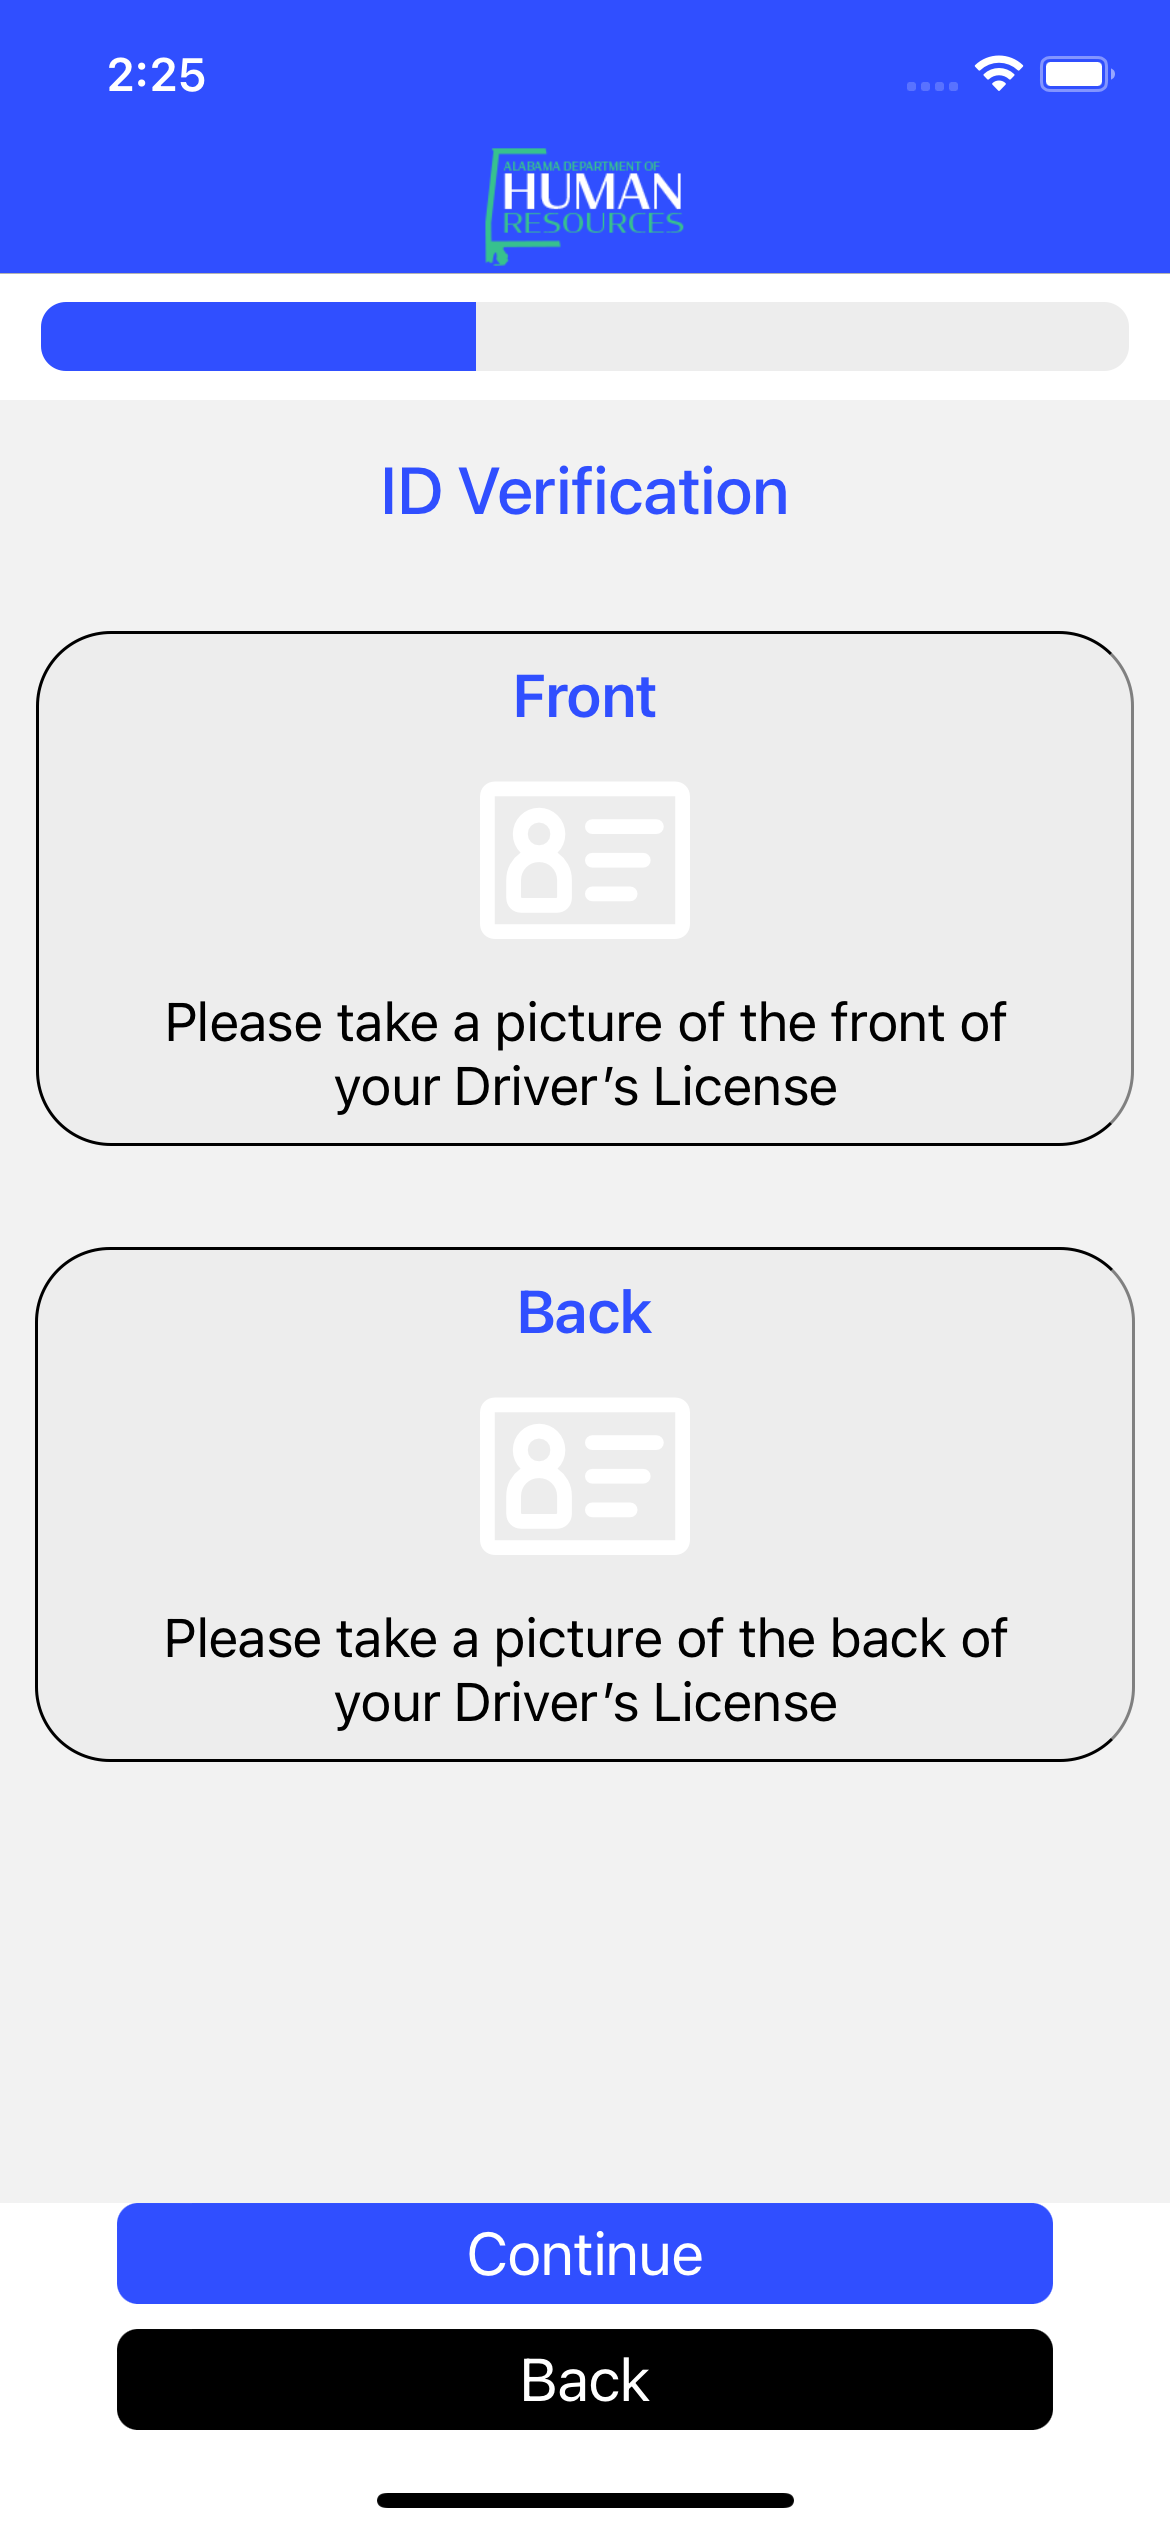 2:25
ALABAMA DEPARTMENT OF
HUMAN
RESOURCES
ID Verification
Front
Please take a picture of the front of
your Driver's License
Back
Please take a picture of the back of
your Driver's License
Continue
Back